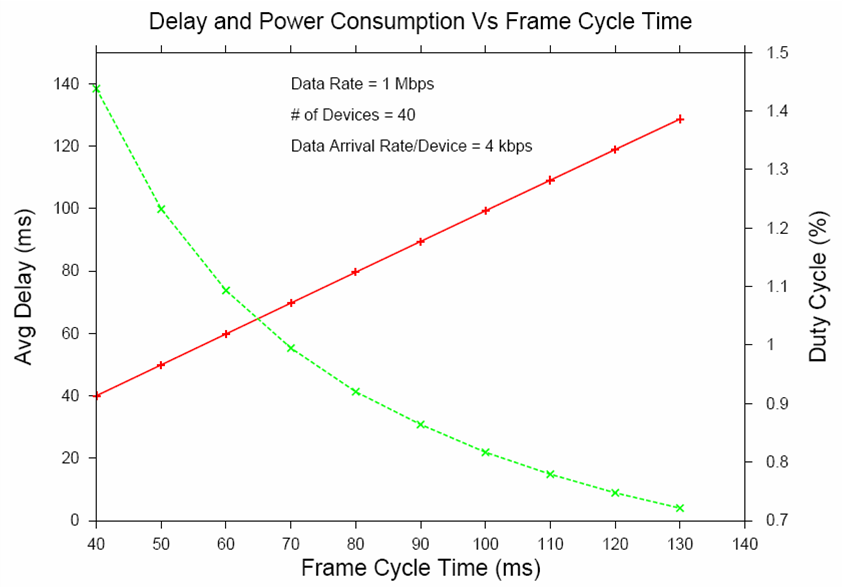 Delay and Power Consumption Vs Frame Cycle Time
Data Rate = 1 Mbps
# of Devices = 40
Data Arrival Rate/Device = 4 kbps
Avg Delay (ms)
140
120
100
80
60
40
20
0
1.5
1.4
1.3
1.2
1.1
1
0.9
0.8
0.7
Duty Cycle (%)
40 50 60 70 80 90 100 110 120 130 140
Frame Cycle Time (ms)